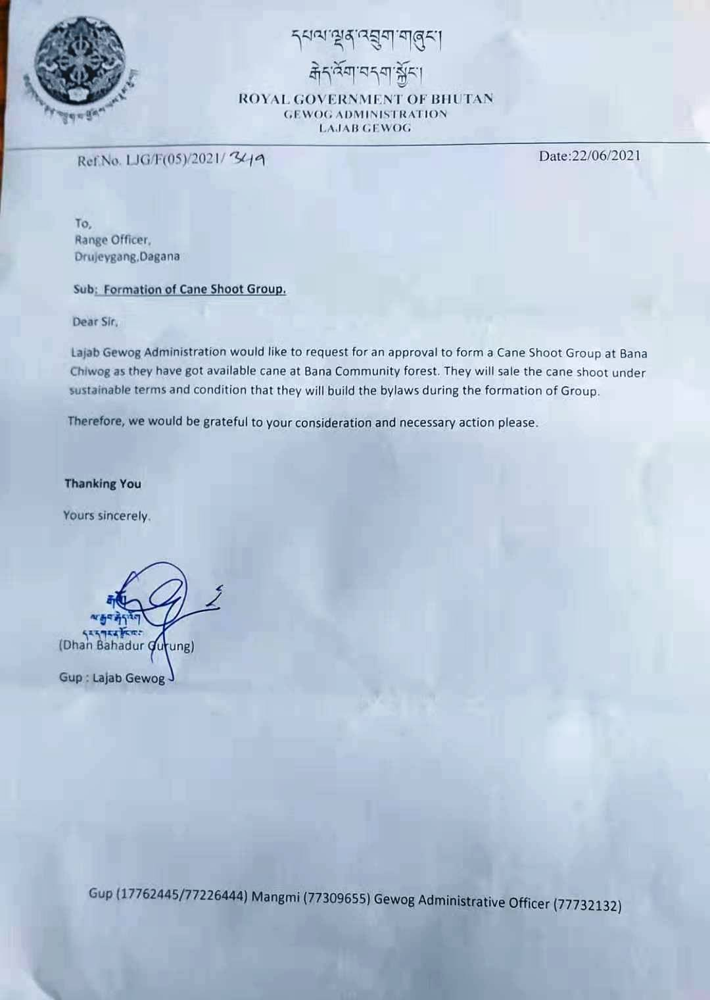 དཔལ་ལྡན་འབྲུག་གཞུང་།
རྒེད་འོག་བདག་སྐྱོང་།
ROYAL GOVERNMENT OF BHUTAN
GEWOG ADMINISTRATION
LAJAB GEWOG
Ref.No. LJG/F(05)/2021/ 349
Date:22/06/2021
To,
Range Officer,
Drujeygang,Dagana
Sub: Formation of Cane Shoot Group.
Dear Sir,
Lajab Gewog Administration would like to request for an approval to form a Cane Shoot Group at Bana
Chiwog as they have got available cane at Bana Community forest. They will sale the cane shoot under
sustainable terms and condition that they will build the bylaws during the formation of Group.
Therefore, we would be grateful to your consideration and necessary action please.
Thanking You
Yours sincerely.
(Dhan Bahadur Gurung)
Gup : Lajab Gewog
Gup (17762445/77226444) Mangmi (77309655) Gewog Administrative Officer (77732132)